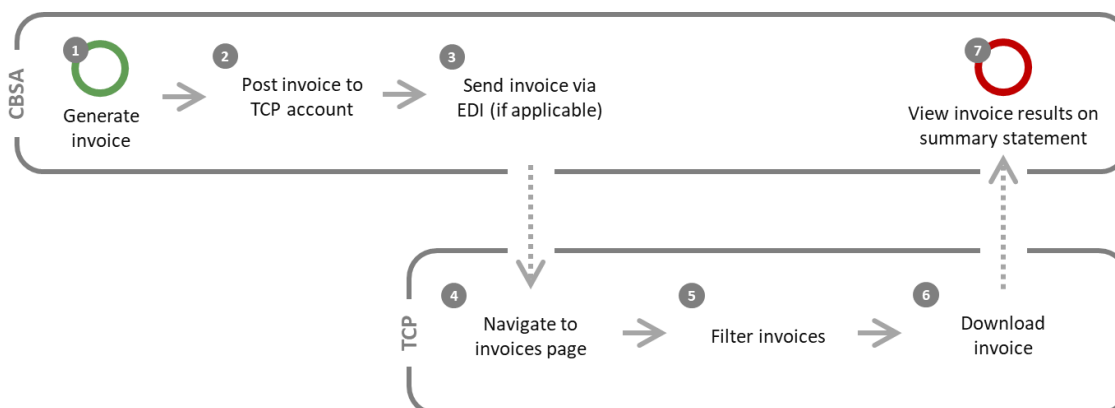 CBSA
1
Generate
invoice
2
Post invoice to
TCP account
3
Send invoice via
EDI (if applicable)
7
View invoice results on
summary statement
TCP
4
Navigate to
invoices page
5
Filter invoices
6
Download
invoice